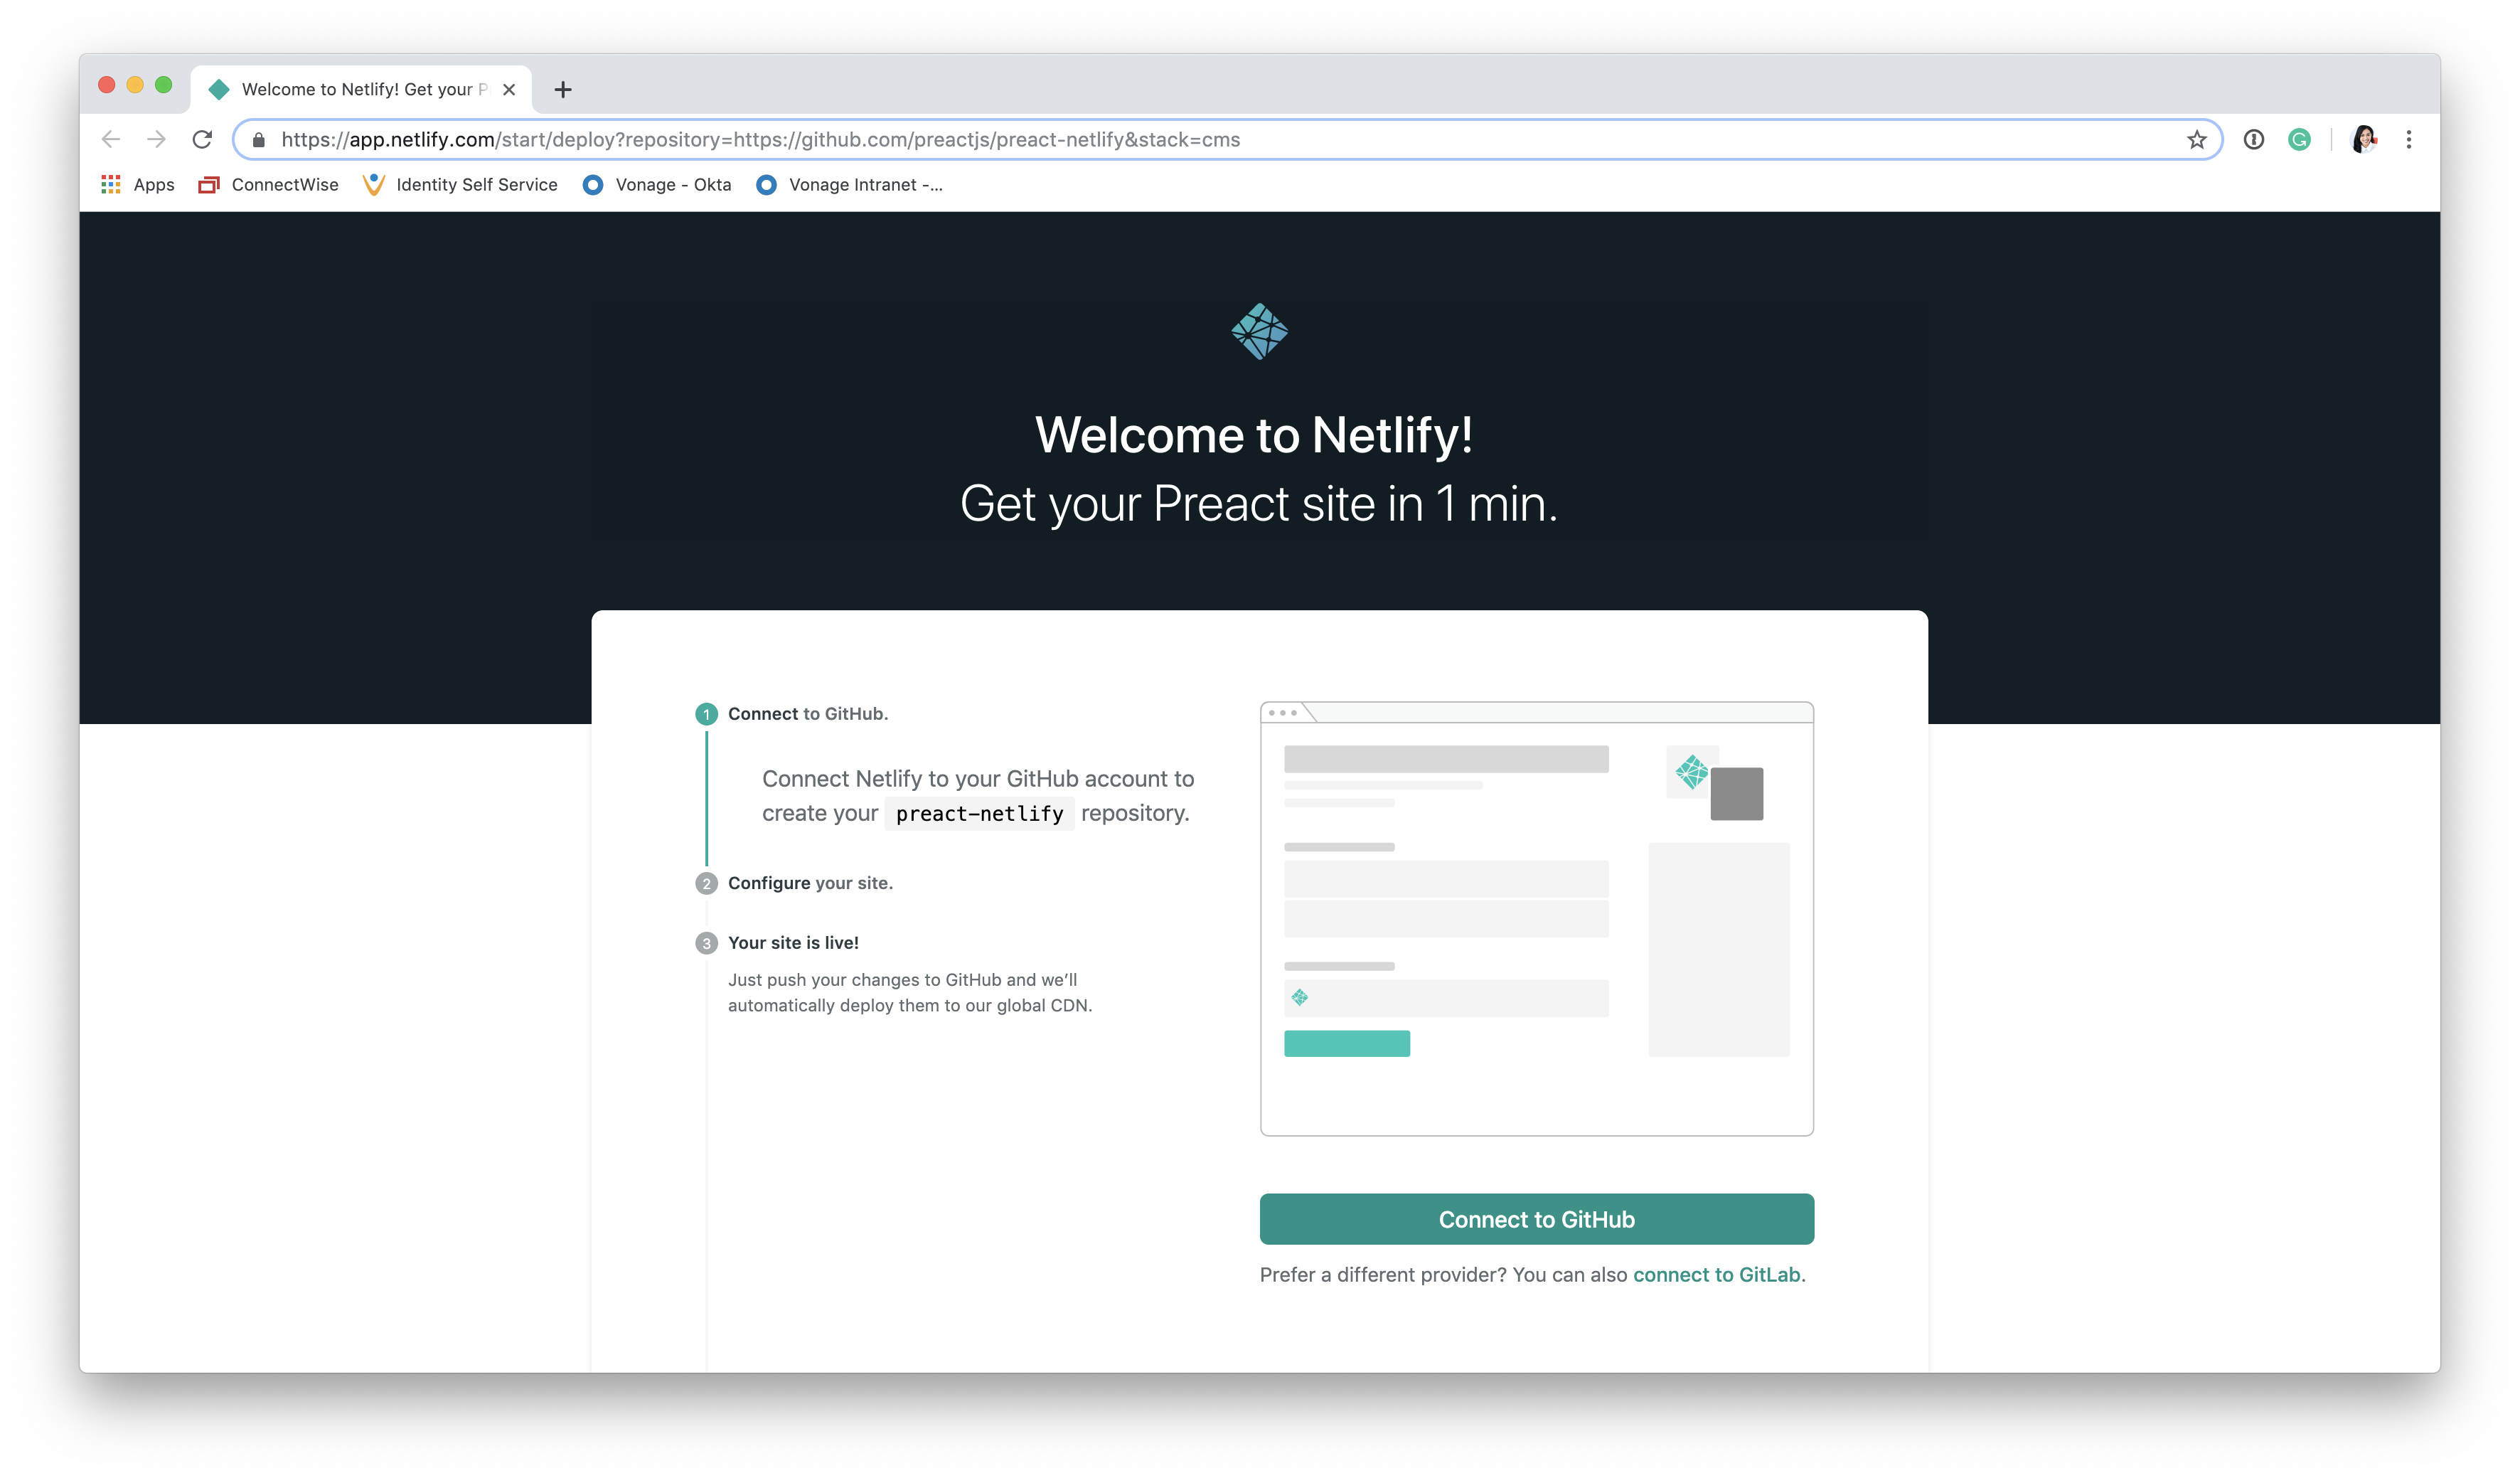 Welcome to Netlify! Get your P
https://app.netlify.com/start/deploy?repository=https://github.com/preactjs/preact-netlify&stack=cms
Apps
ConnectWise
Identity Self Service
Vonage - Okta
Vonage Intranet -...
Welcome to Netlify!
Get your Preact site in 1 min.
1 Connect to GitHub.
Connect Netlify to your GitHub account to
create your preact-netlify repository.
2 Configure your site.
3 Your site is live!
Just push your changes to GitHub and we’ll
automatically deploy them to our global CDN.
Connect to GitHub
Prefer a different provider? You can also connect to GitLab.